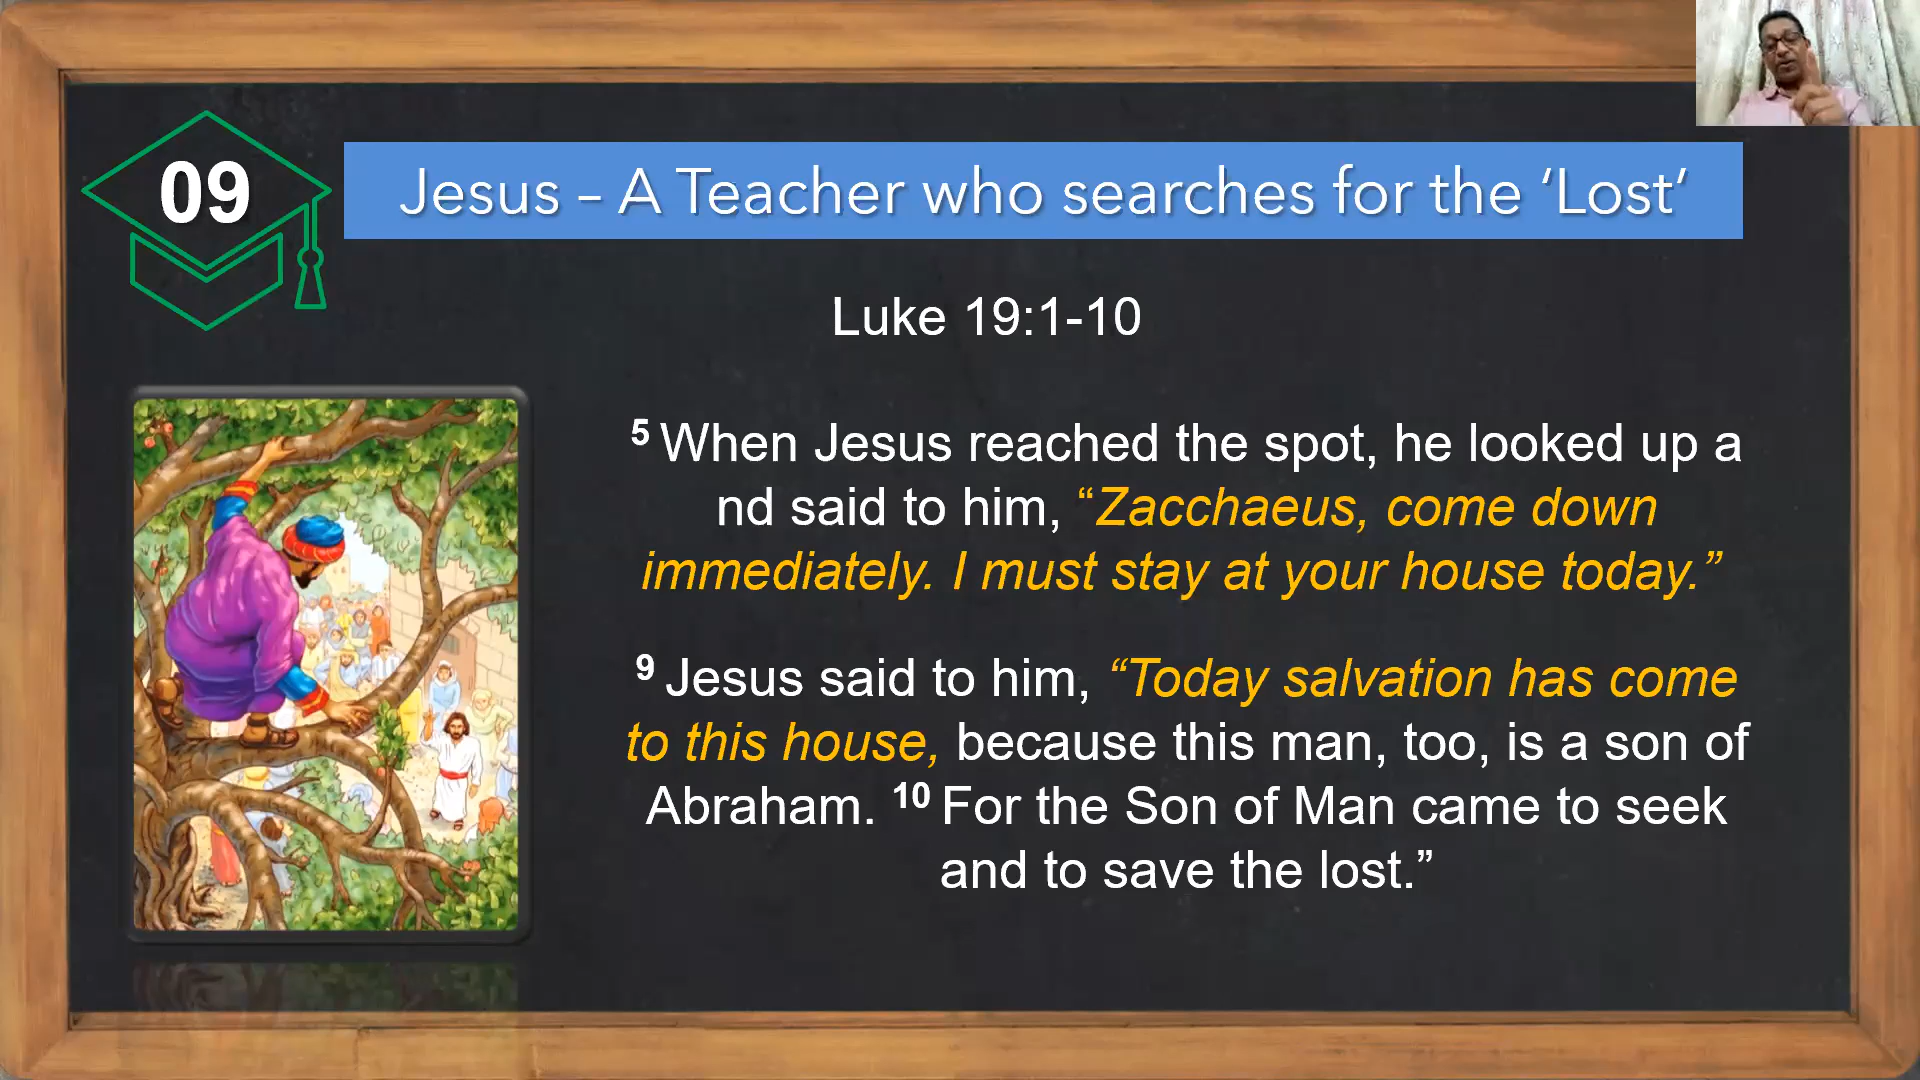 09
Jesus – A Teacher who searches for the ‘Lost’
Luke 19:1-10
5 When Jesus reached the spot, he looked up a
nd said to him, “Zacchaeus, come down
immediately. I must stay at your house today.”
9 Jesus said to him, “Today salvation has come
to this house, because this man, too, is a son of
Abraham. 10 For the Son of Man came to seek
and to save the lost.”